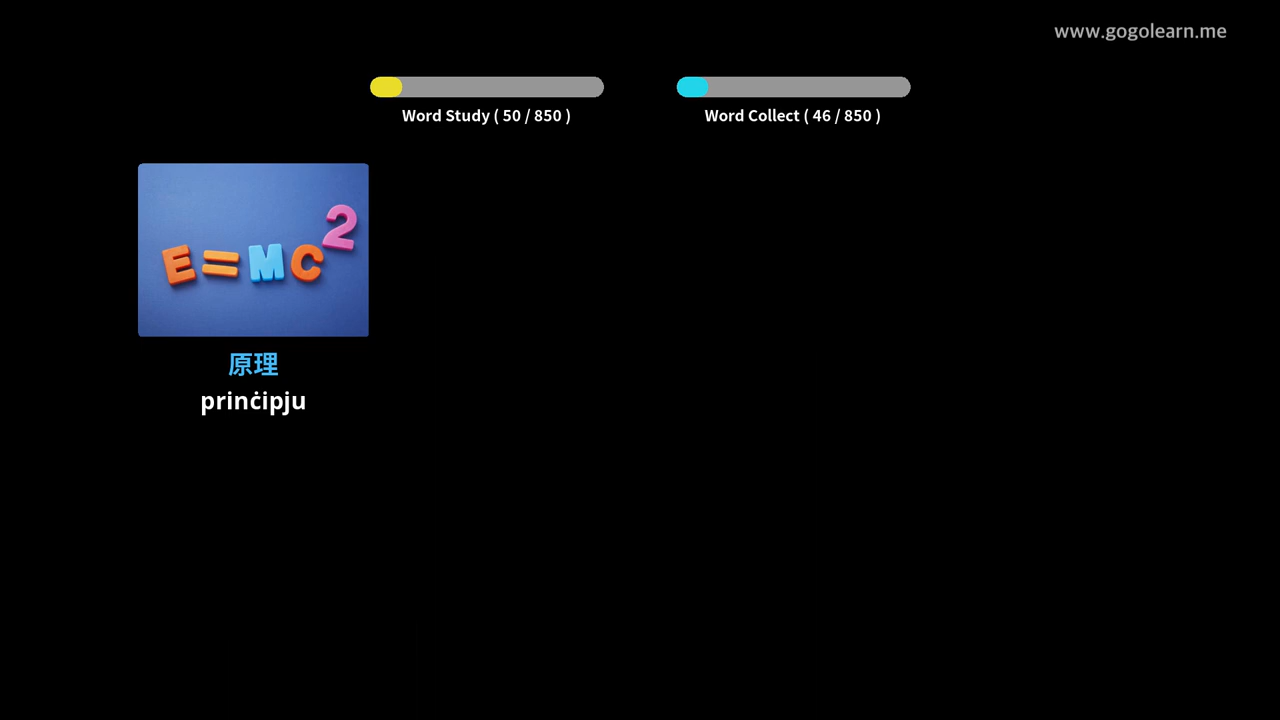 www.gogolearn.me
Word Study ( 50 / 850 )
Word Collect ( 46 / 850 )
E=MC²
原理
prinċipju